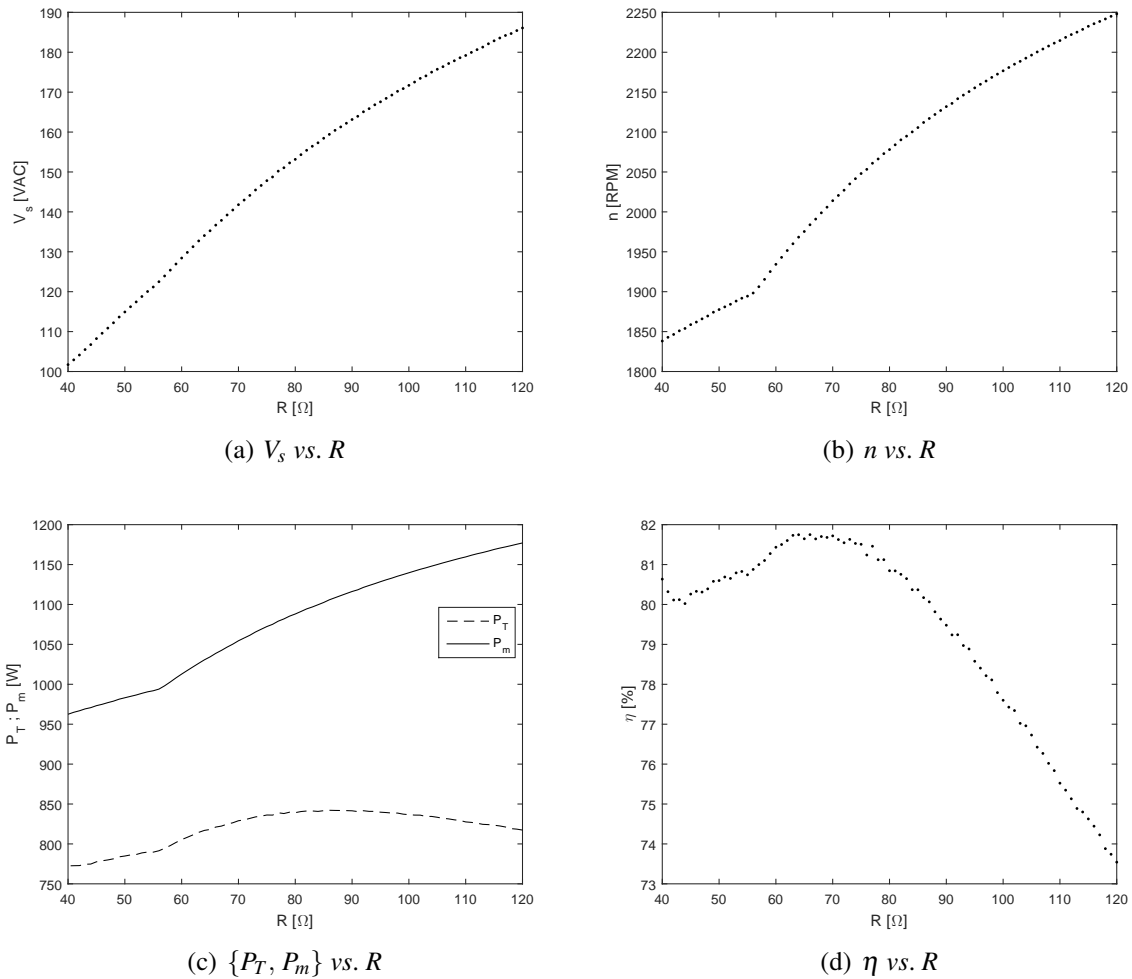 190
180
170
160
150
140
130
120
110
100
V_s [VAC]
40 50 60 70 80 90 100 110 120
R [Ω]
(a) V_s vs. R
2250
2200
2150
2100
2050
2000
1950
1900
1850
1800
n [RPM]
40 50 60 70 80 90 100 110 120
R [Ω]
(b) n vs. R
1200
1150
1100
1050
1000
950
900
850
800
750
P_T ; P_m [W]
P_T
P_m
40 50 60 70 80 90 100 110 120
R [Ω]
(c) {P_T, P_m} vs. R
82
81
80
79
78
77
76
75
74
73
η [%]
40 50 60 70 80 90 100 110 120
R [Ω]
(d) η vs. R